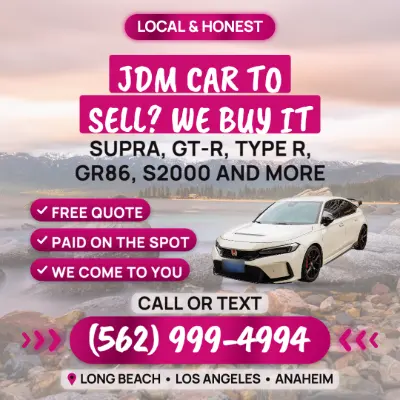 LOCAL & HONEST
JDM CAR TO
SELL? WE BUY IT
SUPRA, GT-R, TYPE R,
GR86, S2000 AND MORE
FREE QUOTE
PAID ON THE SPOT
WE COME TO YOU
CALL OR TEXT
(562) 999-4994
LONG BEACH • LOS ANGELES • ANAHEIM